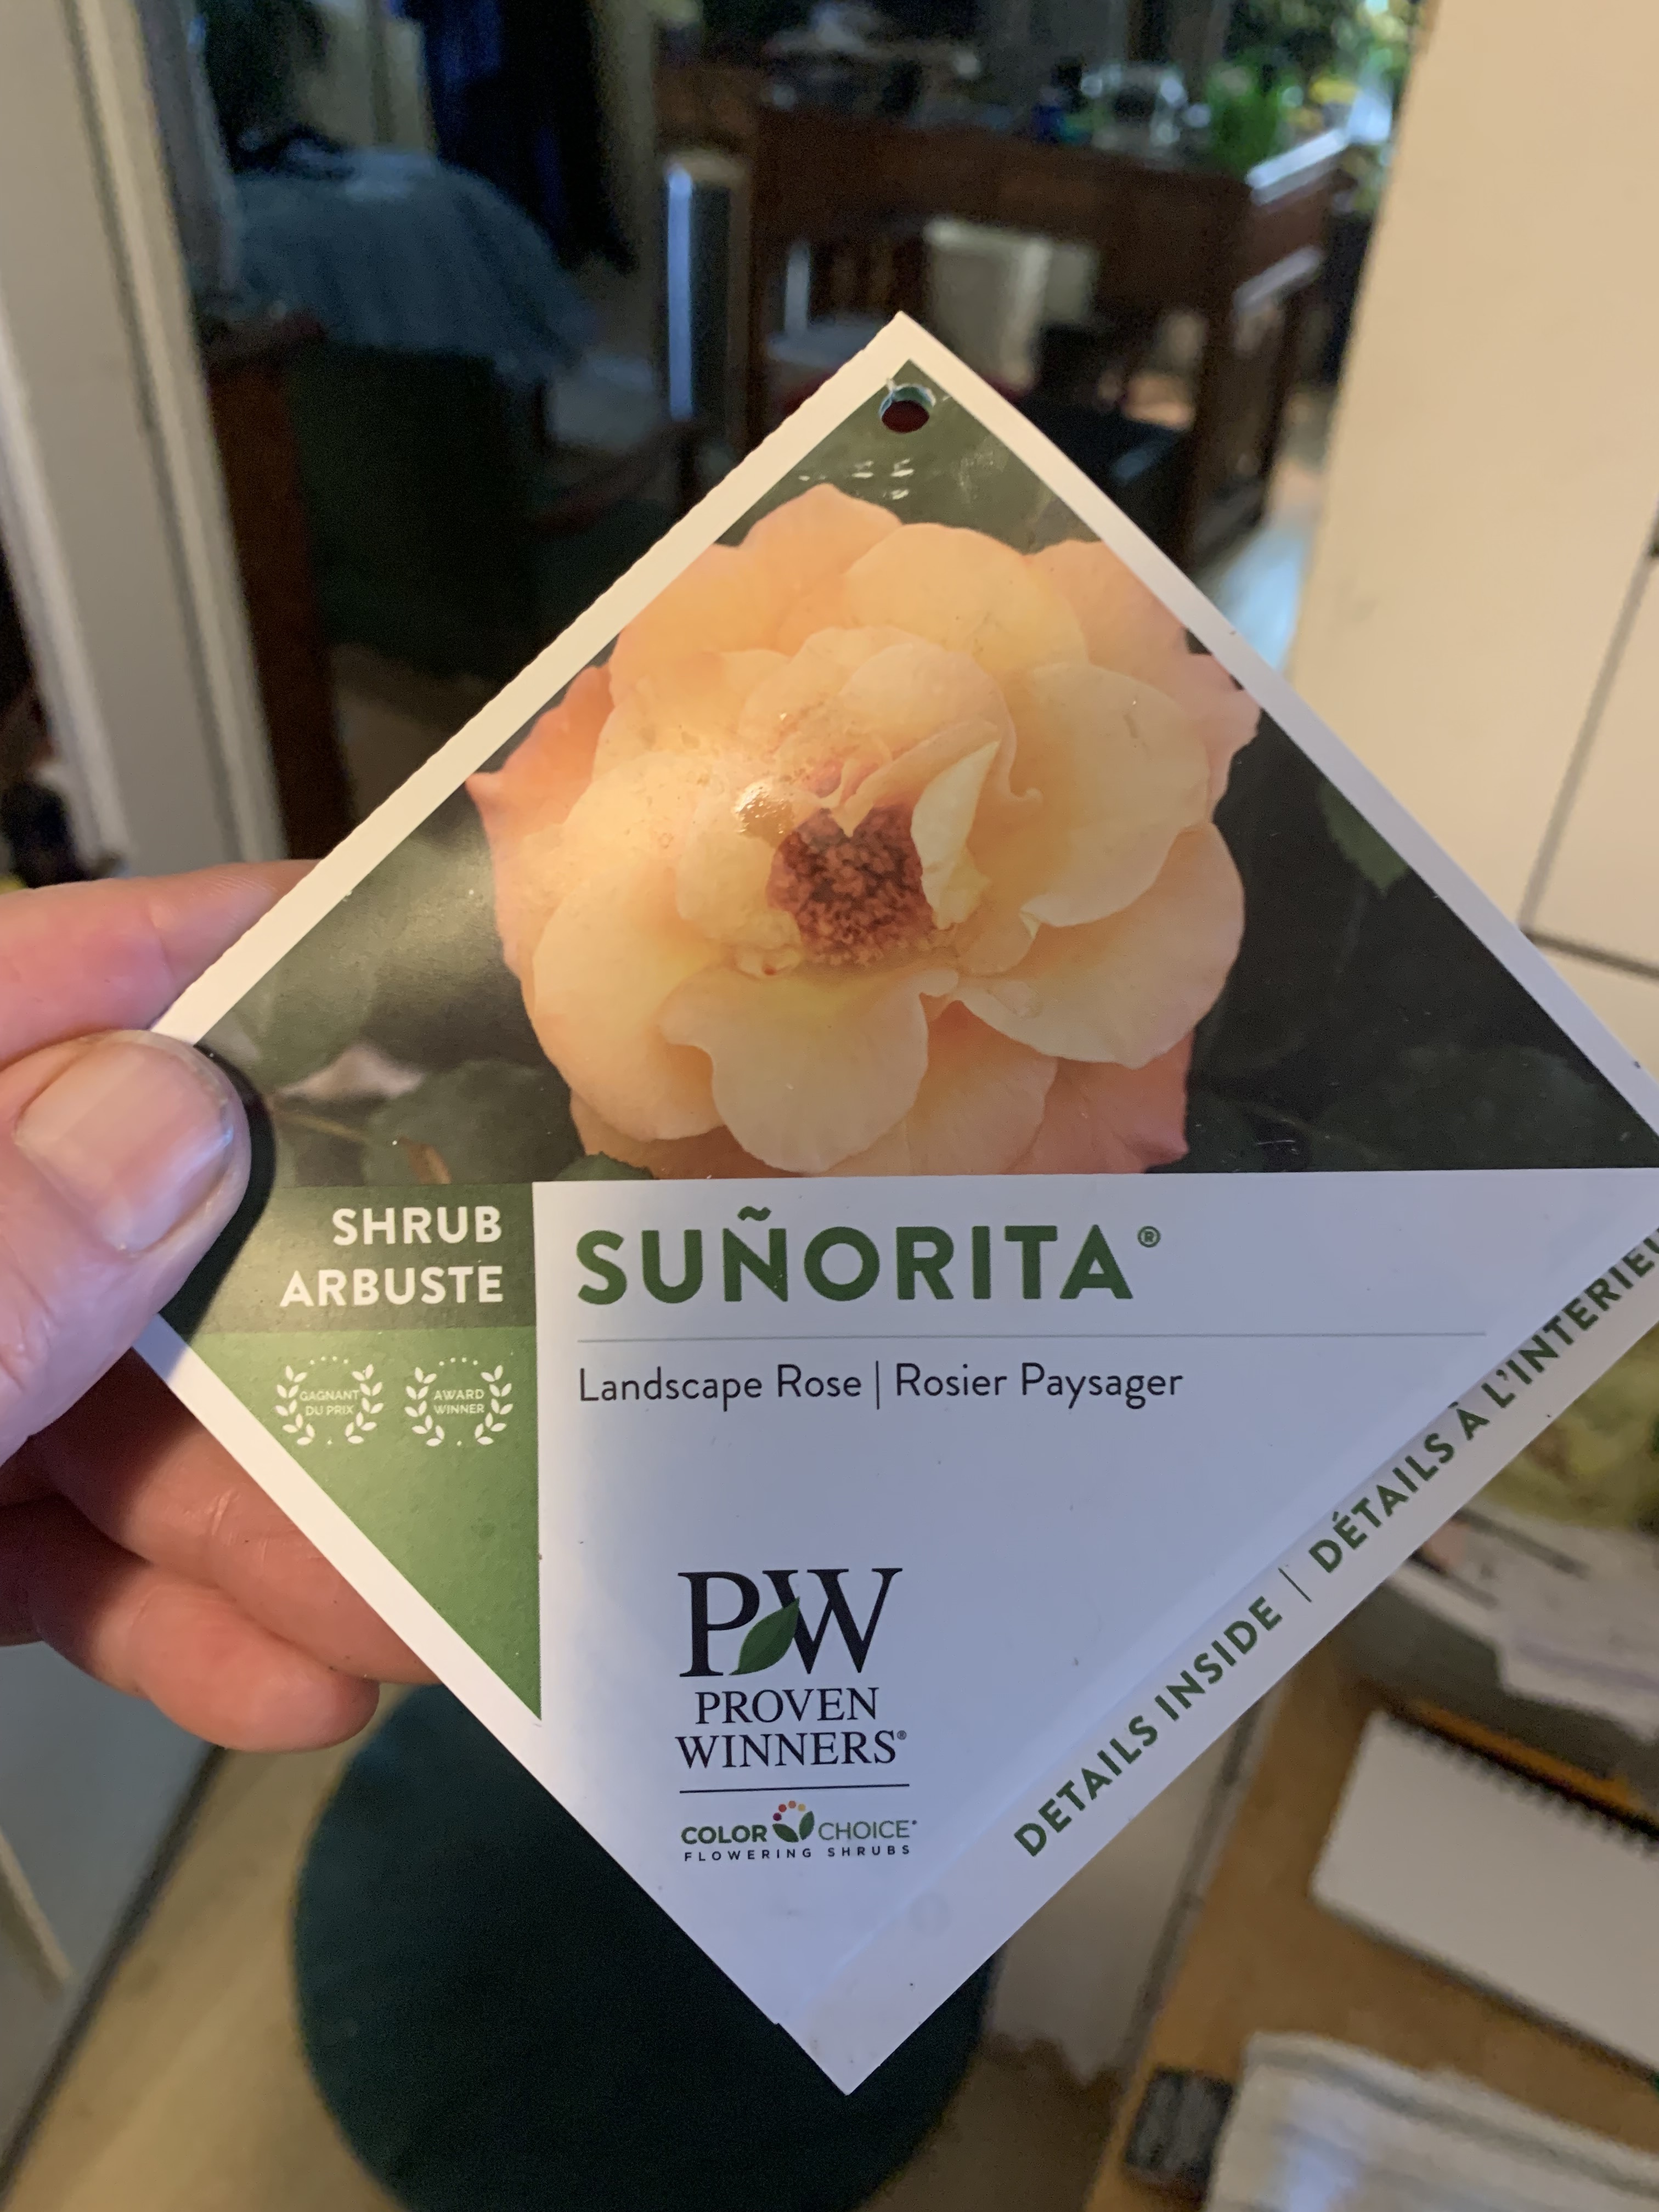 SHRUB
ARBUSTE
GAGNANT
DU PRIX
AWARD
WINNER
SUÑORITA®
Landscape Rose | Rosier Paysager
PW
PROVEN
WINNERS®
COLOR CHOICE®
FLOWERING SHRUBS
DETAILS INSIDE | DÉTAILS À L'INTÉRIEU